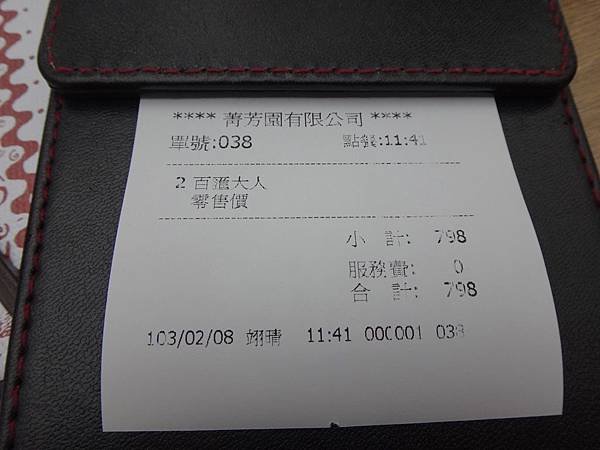 **** 菁芳園有限公司 ****
單號:038 點餐:11:41
2 百匯大人
零售價
小 計: 798
服務費: 0
合 計: 798
103/02/08 翊晴 11:41 000001 038